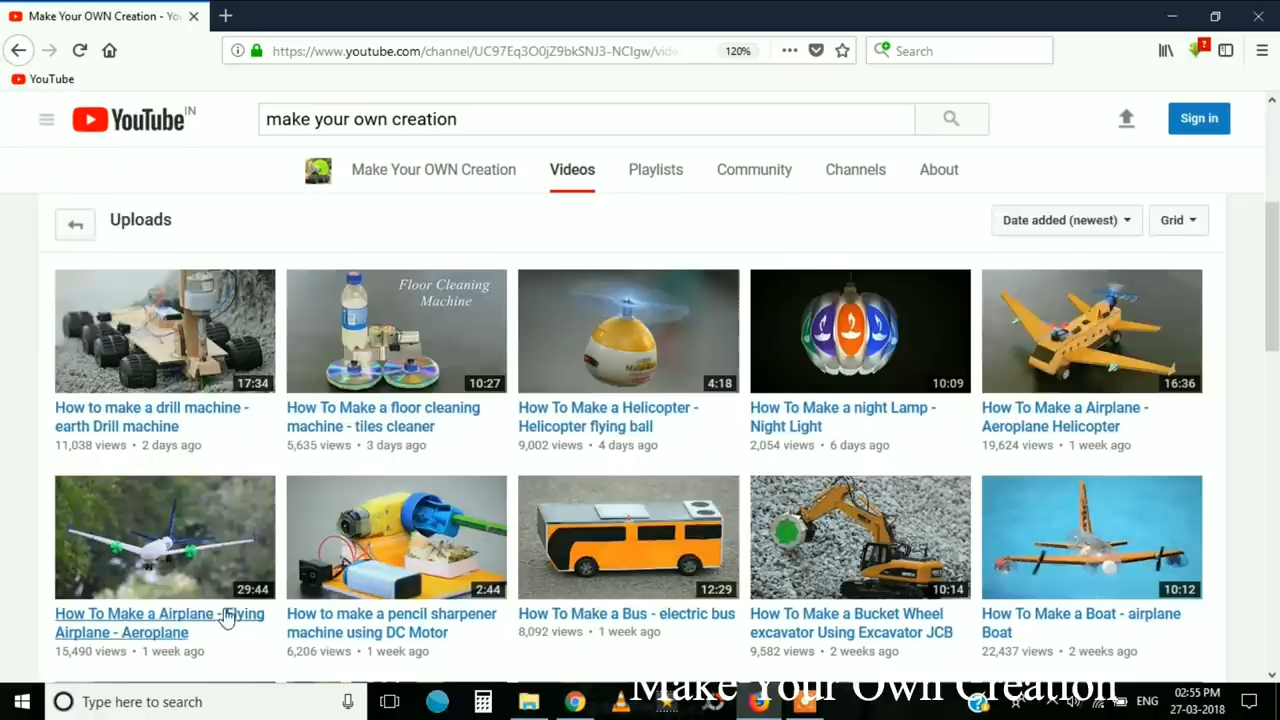 Make Your OWN Creation - Yo
https://www.youtube.com/channel/UC97Eq3O0jZ9bkSNJ3-NCIgw/vide
120%
Search
YouTube
YouTube IN
make your own creation
Sign in
Make Your OWN Creation
Videos
Playlists
Community
Channels
About
Uploads
Date added (newest)
Grid
Floor Cleaning
Machine
17:34
10:27
4:18
10:09
16:36
How to make a drill machine -
earth Drill machine
11,038 views • 2 days ago
How To Make a floor cleaning
machine - tiles cleaner
5,635 views • 3 days ago
How To Make a Helicopter -
Helicopter flying ball
9,002 views • 4 days ago
How To Make a night Lamp -
Night Light
2,054 views • 6 days ago
How To Make a Airplane -
Aeroplane Helicopter
19,624 views • 1 week ago
29:44
2:44
12:29
10:14
10:12
How To Make a Airplane - Flying
Airplane - Aeroplane
15,490 views • 1 week ago
How to make a pencil sharpener
machine using DC Motor
6,206 views • 1 week ago
How To Make a Bus - electric bus
8,092 views • 1 week ago
How To Make a Bucket Wheel
excavator Using Excavator JCB
9,582 views • 2 weeks ago
How To Make a Boat - airplane
Boat
22,437 views • 2 weeks ago
Type here to search
Make Your Own Creation
ENG
02:55 PM
27-03-2018